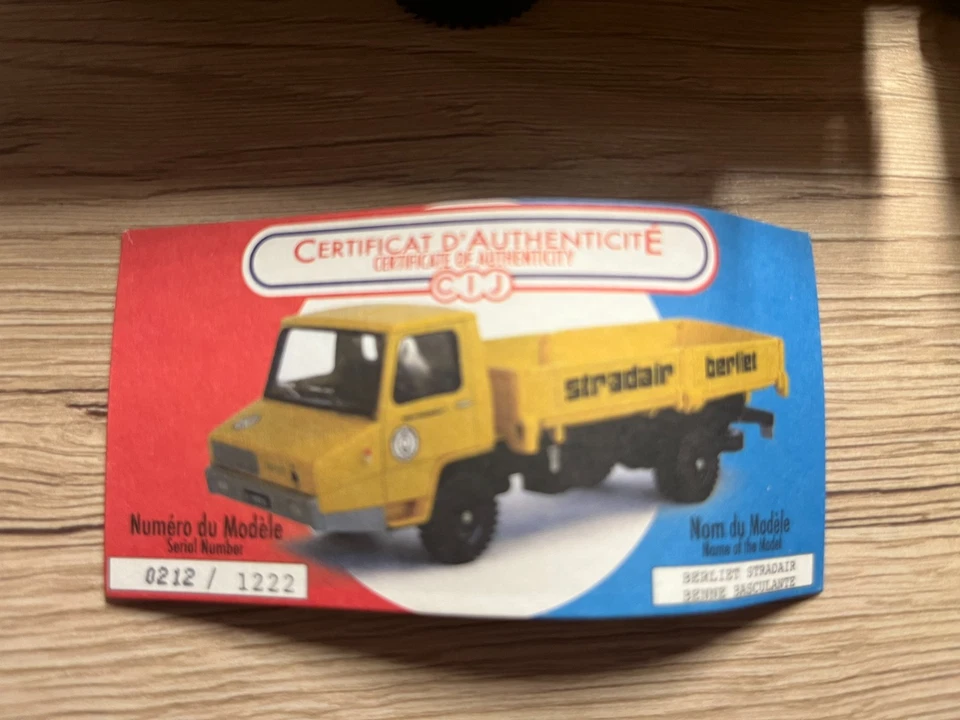 CERTIFICAT D'AUTHENTICITÉ
CERTIFICATE OF AUTHENTICITY
CIJ
stradair berliet
Numéro du Modèle
Serial Number
0212 / 1222
Nom du Modèle
Name of the Model
BERLIET STRADAIR
BENNE BASCULANTE